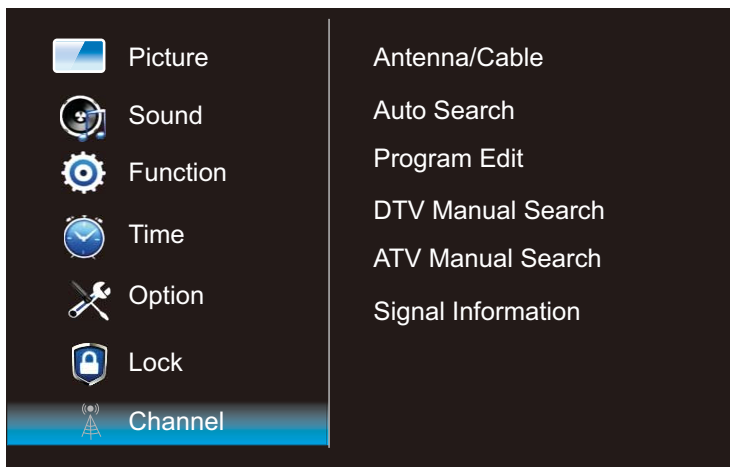 Picture
Sound
Function
Time
Option
Lock
Channel
Antenna/Cable
Auto Search
Program Edit
DTV Manual Search
ATV Manual Search
Signal Information